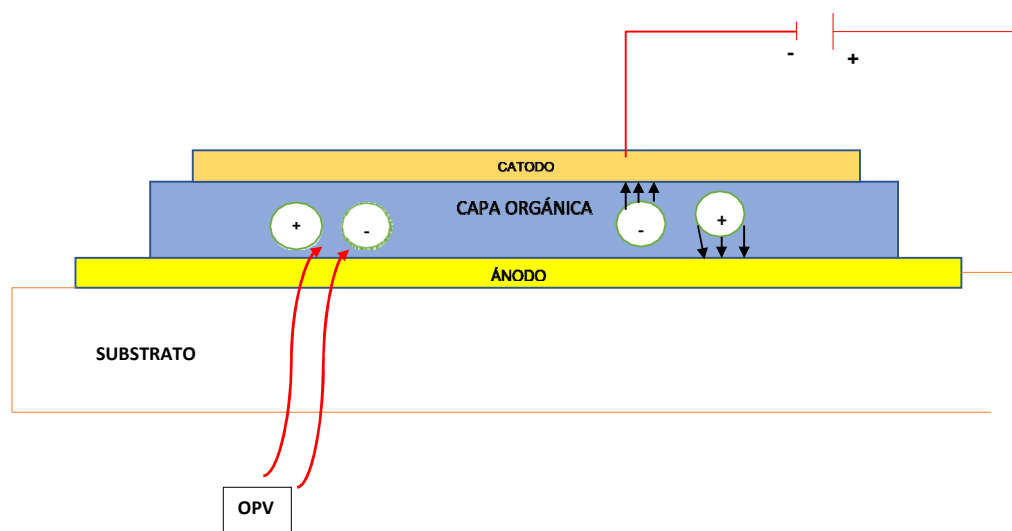 - +
CATODO
CAPA ORGÁNICA
+ - - +
ÁNODO
SUBSTRATO
OPV